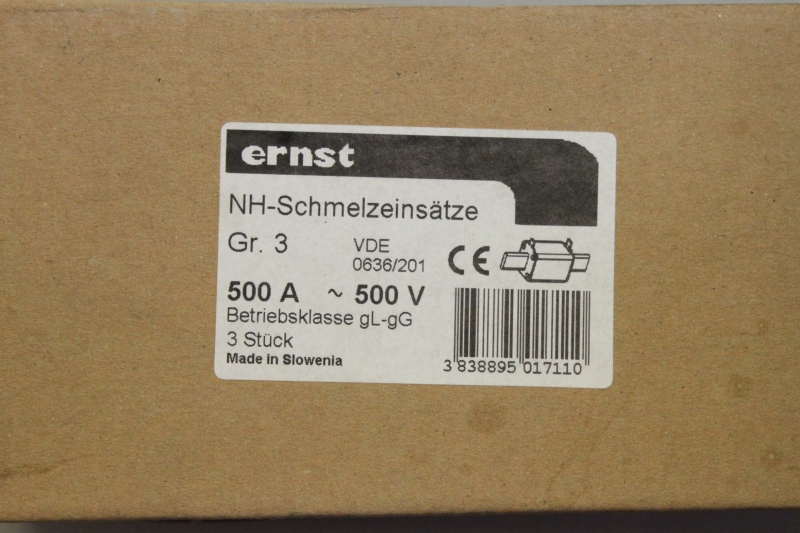 ernst
NH-Schmelzeinsätze
Gr. 3
VDE
0636/201
CE
500 A ~ 500 V
Betriebsklasse gL-gG
3 Stück
Made in Slowenia
3 838895 017110